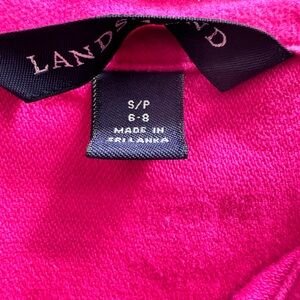 LANDS D
S/P
6-8
MADE IN
SRI LANKA